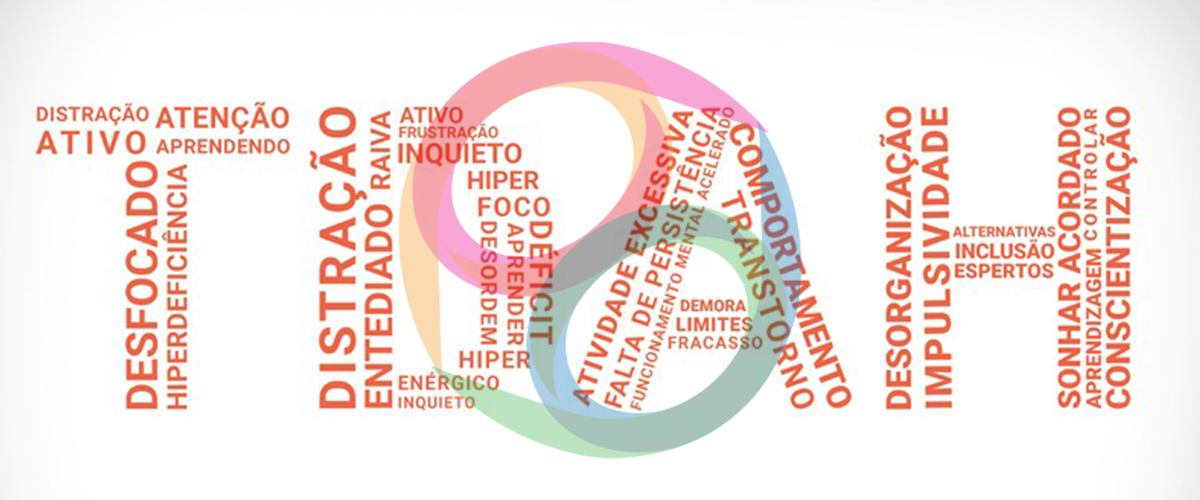 DISTRAÇÃO
ATENÇÃO
ATIVO
APRENDENDO
DESFOCADO
HIPERDEFICIÊNCIA
DISTRAÇÃO
ENTEDIADO
RAIVA
ATIVO
FRUSTRAÇÃO
INQUIETO
HIPER
FOCO
DESORDEM
APRENDER
DÉFICIT
HIPER
ENÉRGICO
INQUIETO
ATIVIDADE EXCESSIVA
FALTA DE PERSISTÊNCIA
FUNCIONAMENTO MENTAL ACELERADO
COMPORTAMENTO
TRANSTORNO
DEMORA
LIMITES
FRACASSO
DESORGANIZAÇÃO
IMPULSIVIDADE
ALTERNATIVAS
INCLUSÃO
ESPERTOS
SONHAR ACORDADO
APRENDIZAGEM CONTROLAR
CONSCIENTIZAÇÃO